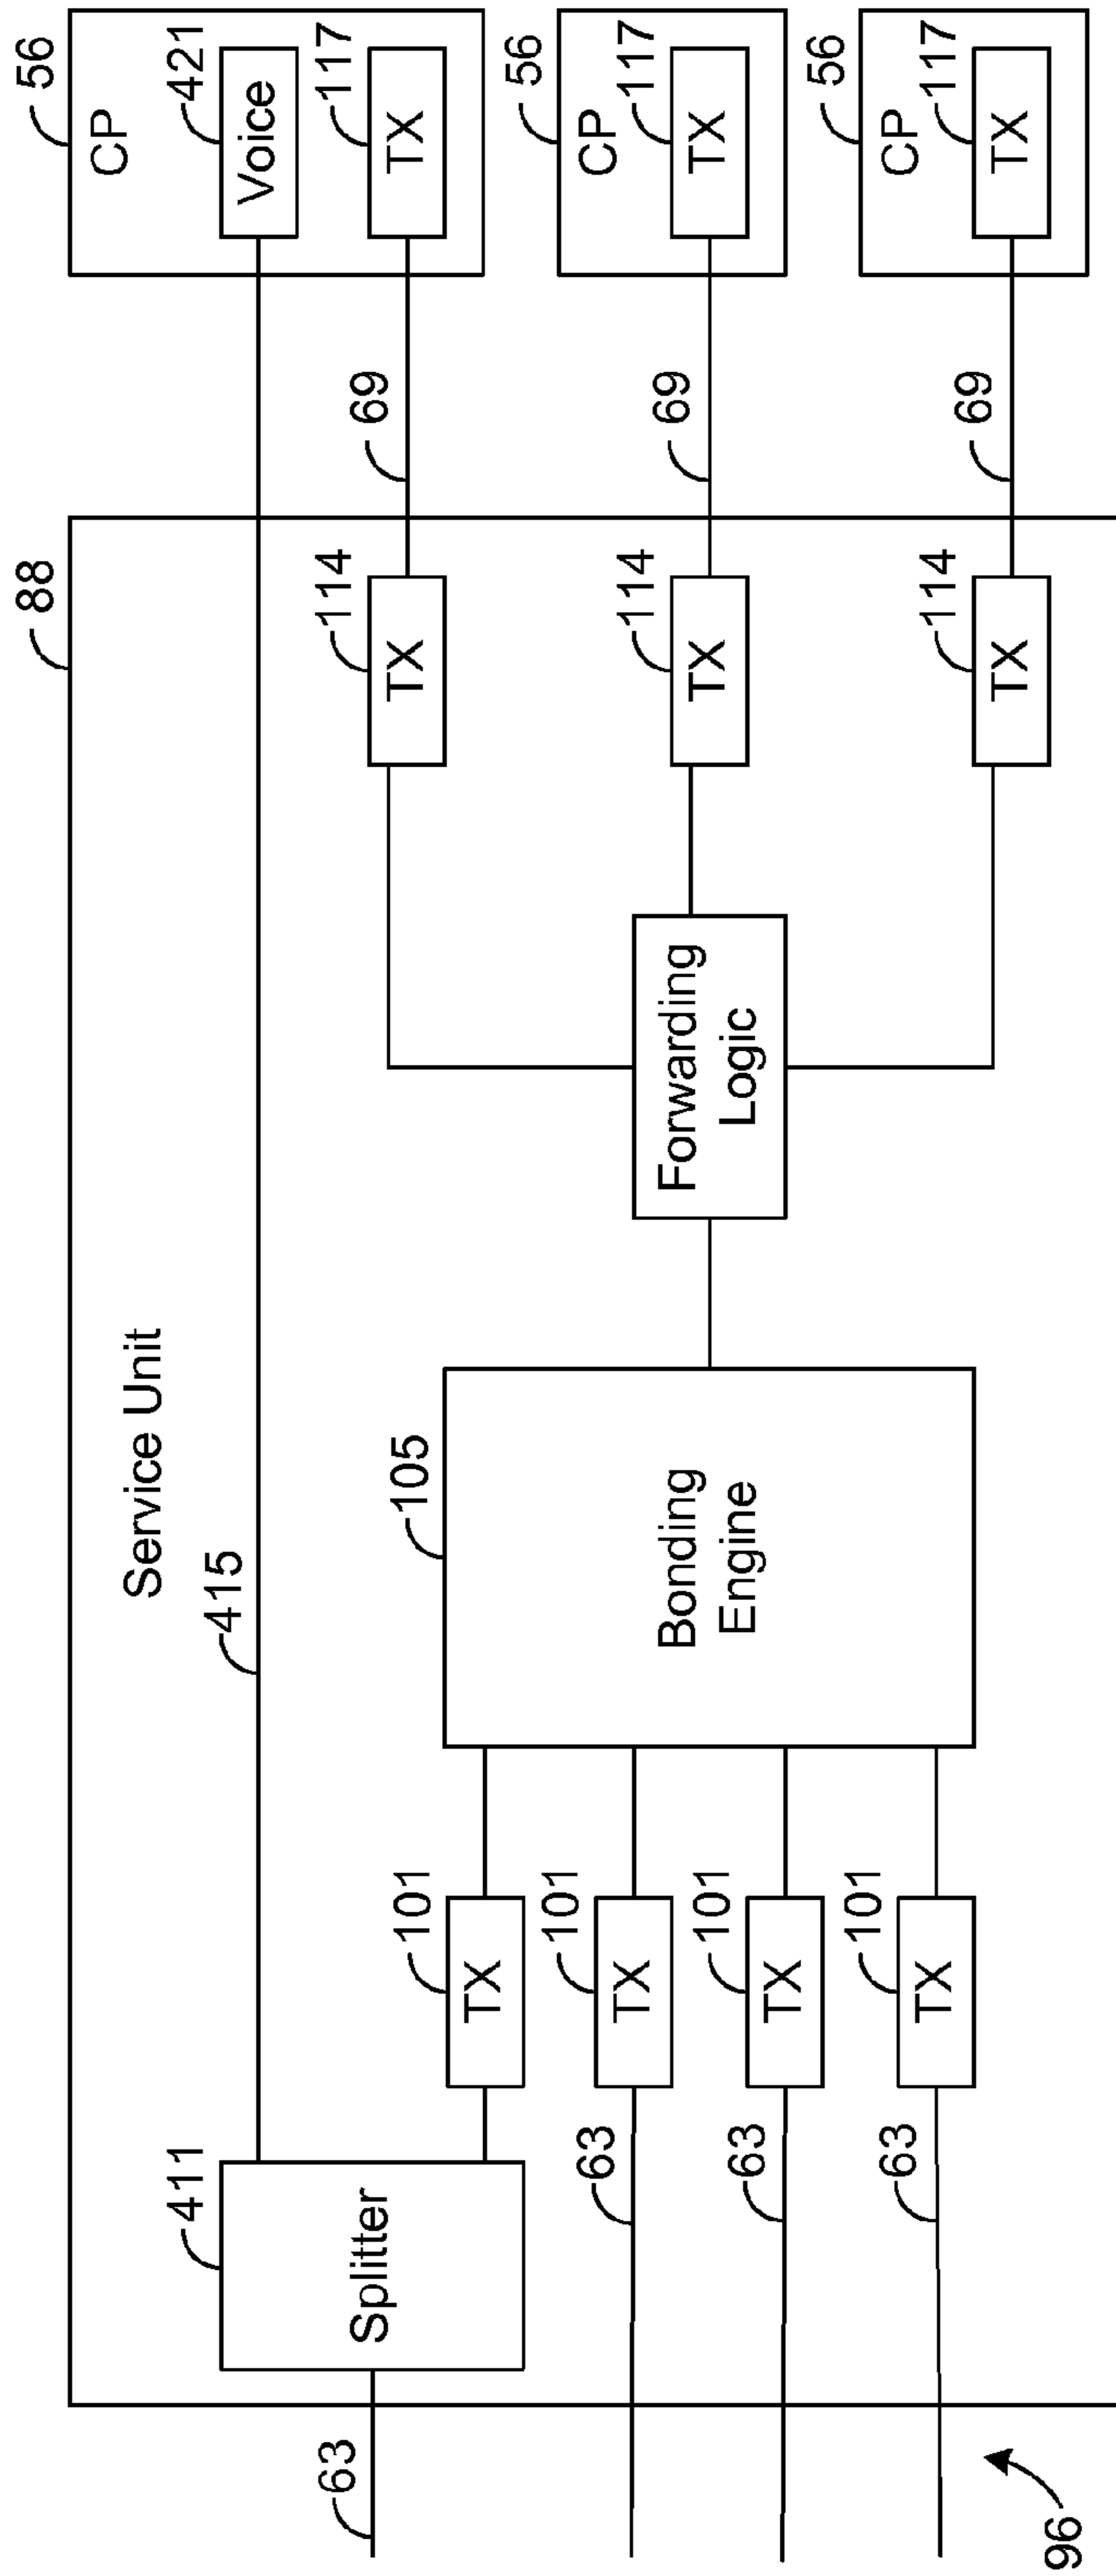 88
Service Unit
56
CP
421
Voice
117
TX
415
411
Splitter
63
69
114
TX
101
TX
105
Bonding
Engine
Forwarding
Logic
56
CP
117
TX
69
114
TX
101
TX
63
101
TX
63
56
CP
117
TX
69
114
TX
101
TX
63
96